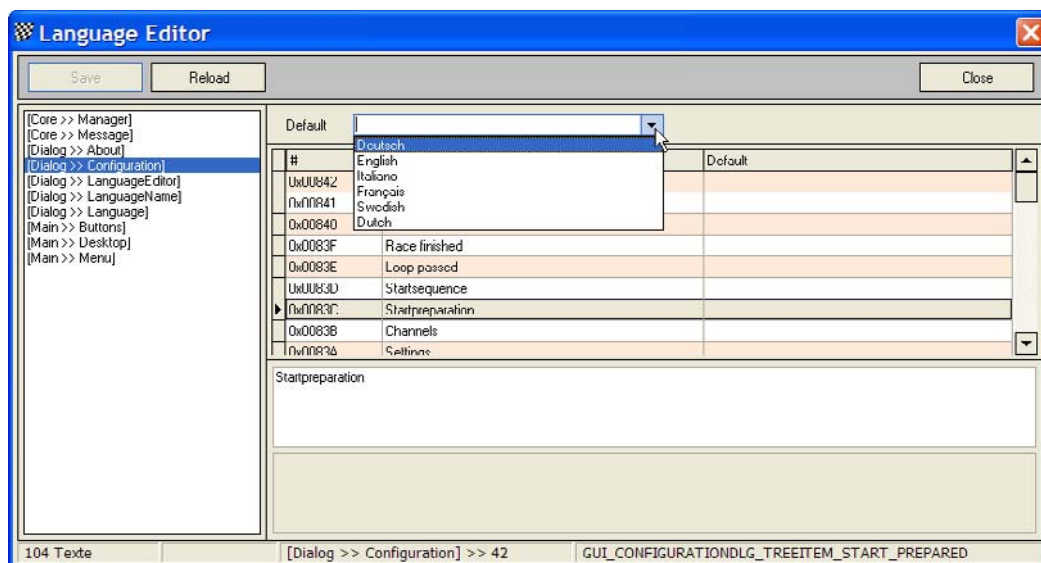 Language Editor
Save
Reload
Close
[Core >> Manager]
[Core >> Message]
[Dialog >> About]
[Dialog >> Configuration]
[Dialog >> LanguageEditor]
[Dialog >> LanguageName]
[Dialog >> Language]
[Main >> Buttons]
[Main >> Desktop]
[Main >> Menu]
Default
Deutsch
English
Italiano
Français
Swedish
Dutch
# Default
0x00842
0x00841
0x00840
0x0083F Race finished
0x0083E Loop passed
0x0083D Startsequence
0x0083C Startpreparation
0x0083B Channels
0x0083A Settings
Startpreparation
104 Texte
[Dialog >> Configuration] >> 42
GUI_CONFIGURATIONDLG_TREEITEM_START_PREPARED